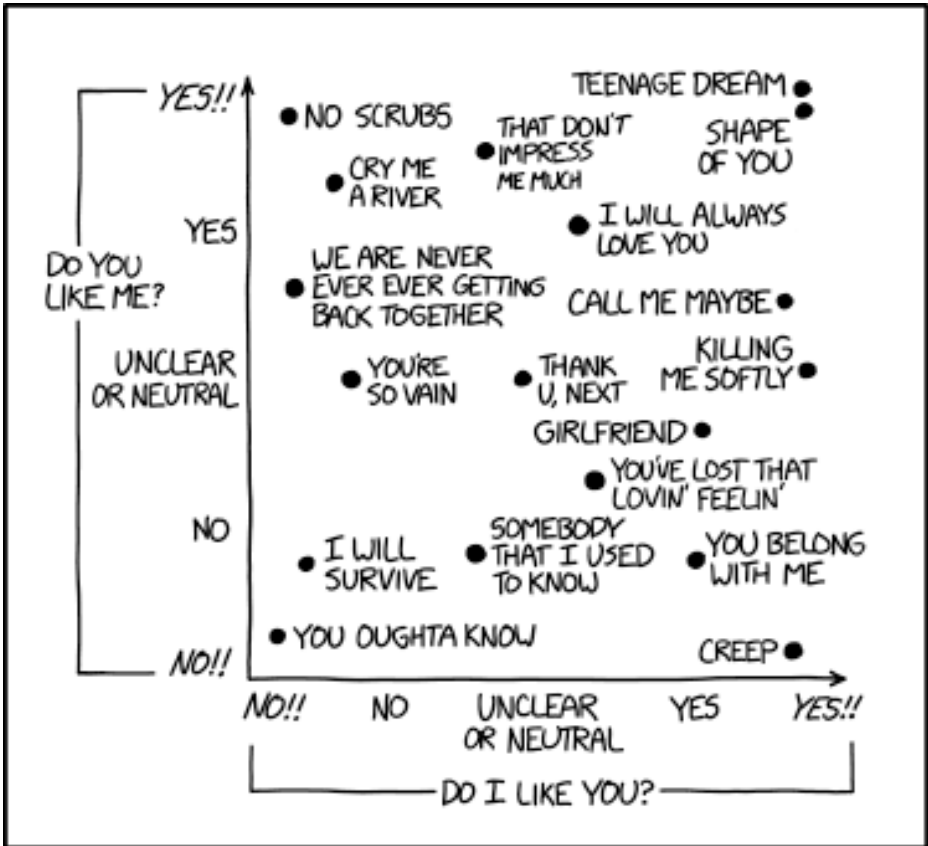 YES!!
YES
DO YOU
LIKE ME?
UNCLEAR
OR NEUTRAL
NO
NO!!
TEENAGE DREAM
SHAPE
OF YOU
NO SCRUBS
THAT DON'T
IMPRESS
ME MUCH
CRY ME
A RIVER
I WILL ALWAYS
LOVE YOU
WE ARE NEVER
EVER EVER GETTING
BACK TOGETHER
CALL ME MAYBE
KILLING
ME SOFTLY
YOU'RE
SO VAIN
THANK
U, NEXT
GIRLFRIEND
YOU'VE LOST THAT
LOVIN' FEELIN'
SOMEBODY
THAT I USED
TO KNOW
I WILL
SURVIVE
YOU BELONG
WITH ME
YOU OUGHTA KNOW
CREEP
NO!!
NO
UNCLEAR
OR NEUTRAL
YES
YES!!
DO I LIKE YOU?